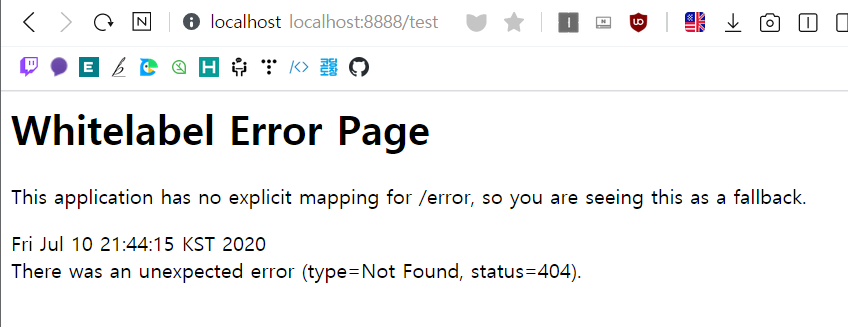 N localhost localhost:8888/test
Whitelabel Error Page
This application has no explicit mapping for /error, so you are seeing this as a fallback.
Fri Jul 10 21:44:15 KST 2020
There was an unexpected error (type=Not Found, status=404).